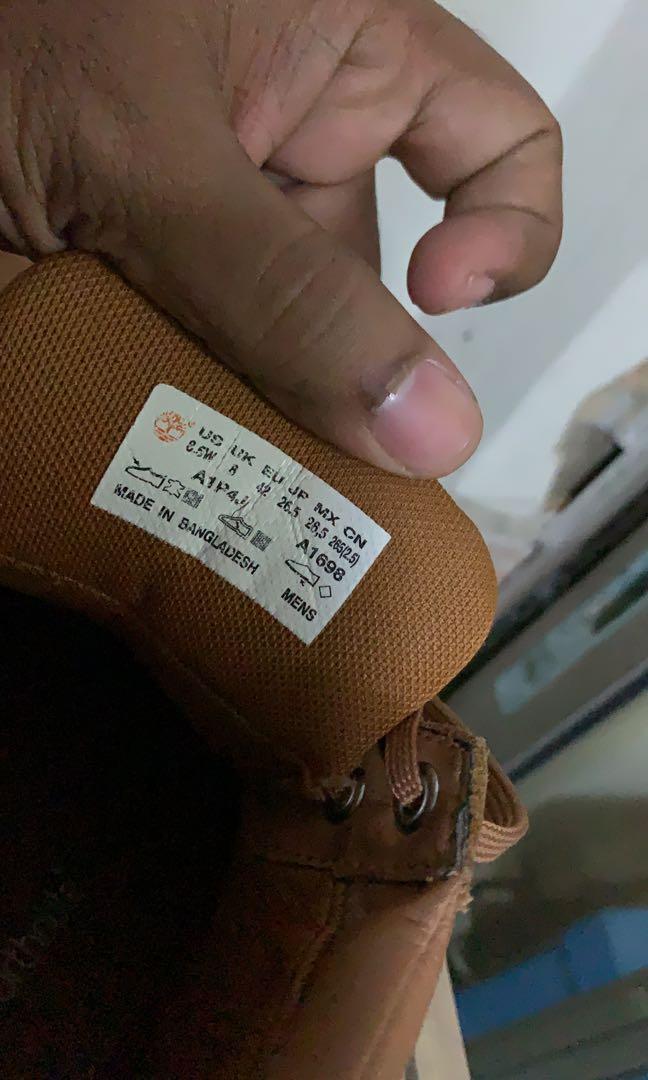 US UK EU JP MX CN
8.5W 8 42 26.5 26,5 265(2.5)
A1P4J A1698
MADE IN BANGLADESH MENS